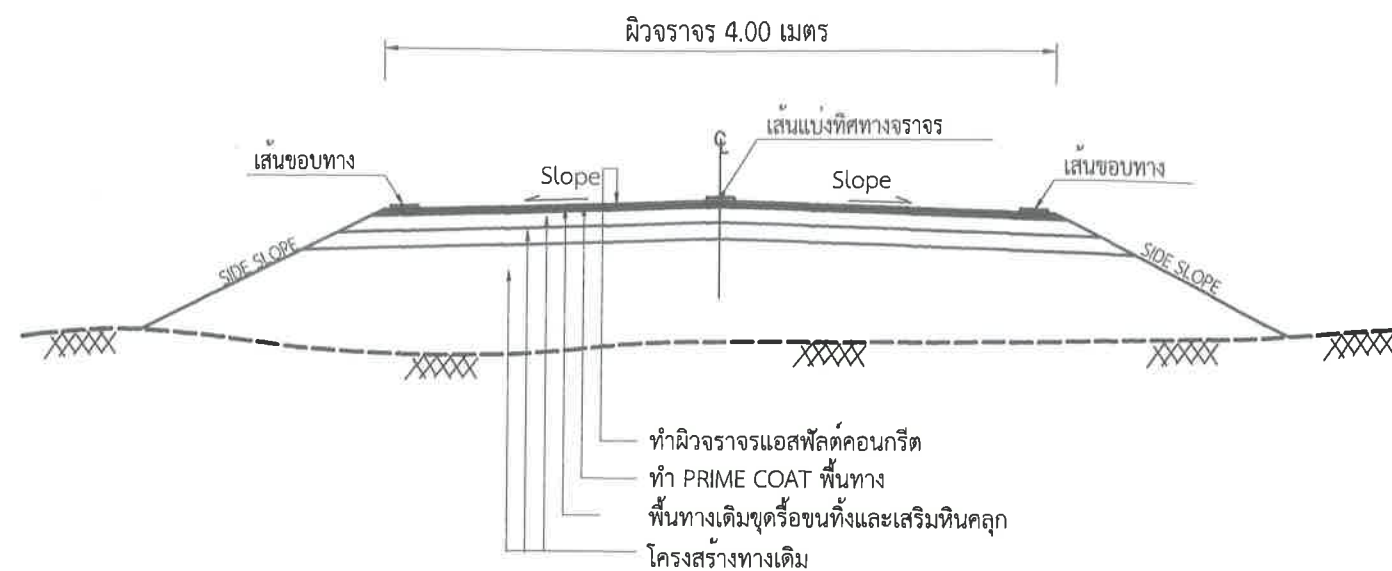 ผิวจราจร 4.00 เมตร
เส้นแบ่งทิศทางจราจร
℄
เส้นขอบทาง
เส้นขอบทาง
Slope
Slope
SIDE SLOPE
SIDE SLOPE
ทำผิวจราจรแอสฟัลต์คอนกรีต
ทำ PRIME COAT พื้นทาง
พื้นทางเดิมขุดรื้อขนทิ้งและเสริมหินคลุก
โครงสร้างทางเดิม